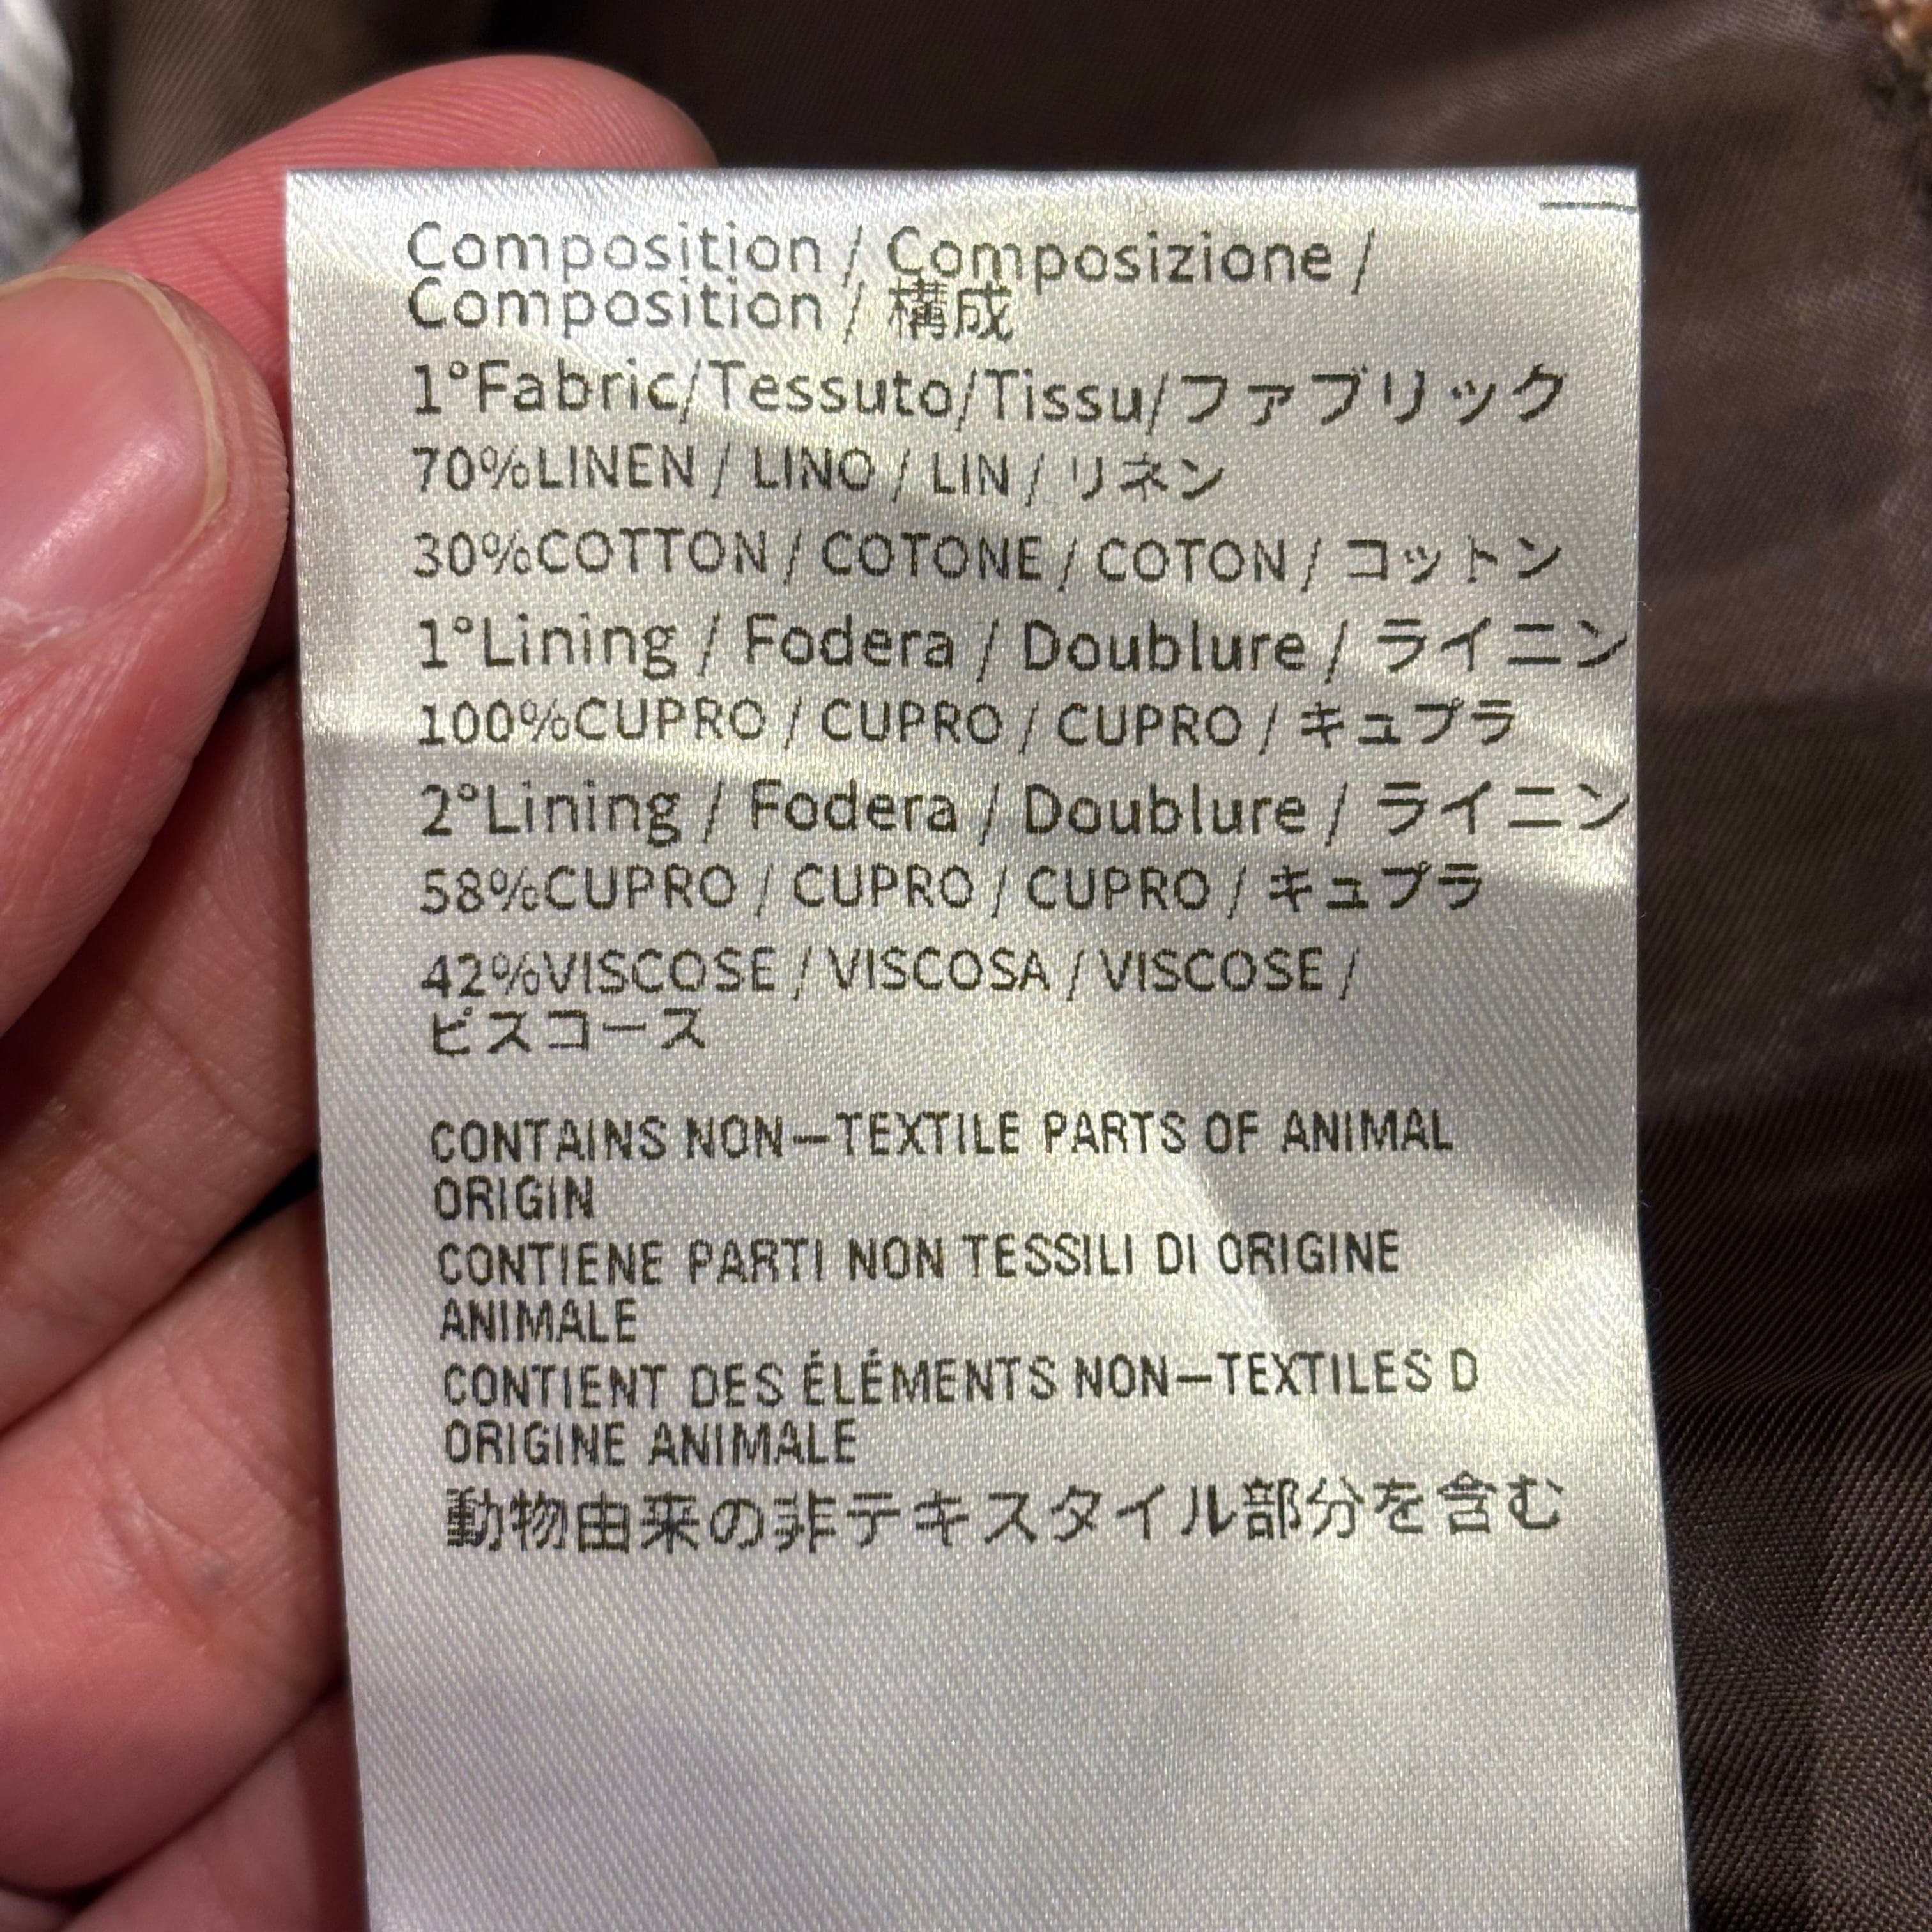 Composition / Composizione /
Composition / 構成
1°Fabric/Tessuto/Tissu/ファブリック
70%LINEN / LINO / LIN / リネン
30%COTTON / COTONE / COTON / コットン
1°Lining / Fodera / Doublure / ライニン
100%CUPRO / CUPRO / CUPRO / キュプラ
2°Lining / Fodera / Doublure / ライニン
58%CUPRO / CUPRO / CUPRO / キュプラ
42%VISCOSE / VISCOSA / VISCOSE /
ビスコース
CONTAINS NON-TEXTILE PARTS OF ANIMAL
ORIGIN
CONTIENE PARTI NON TESSILI DI ORIGINE
ANIMALE
CONTIENT DES ÉLÉMENTS NON-TEXTILES D
ORIGINE ANIMALE
動物由来の非テキスタイル部分を含む